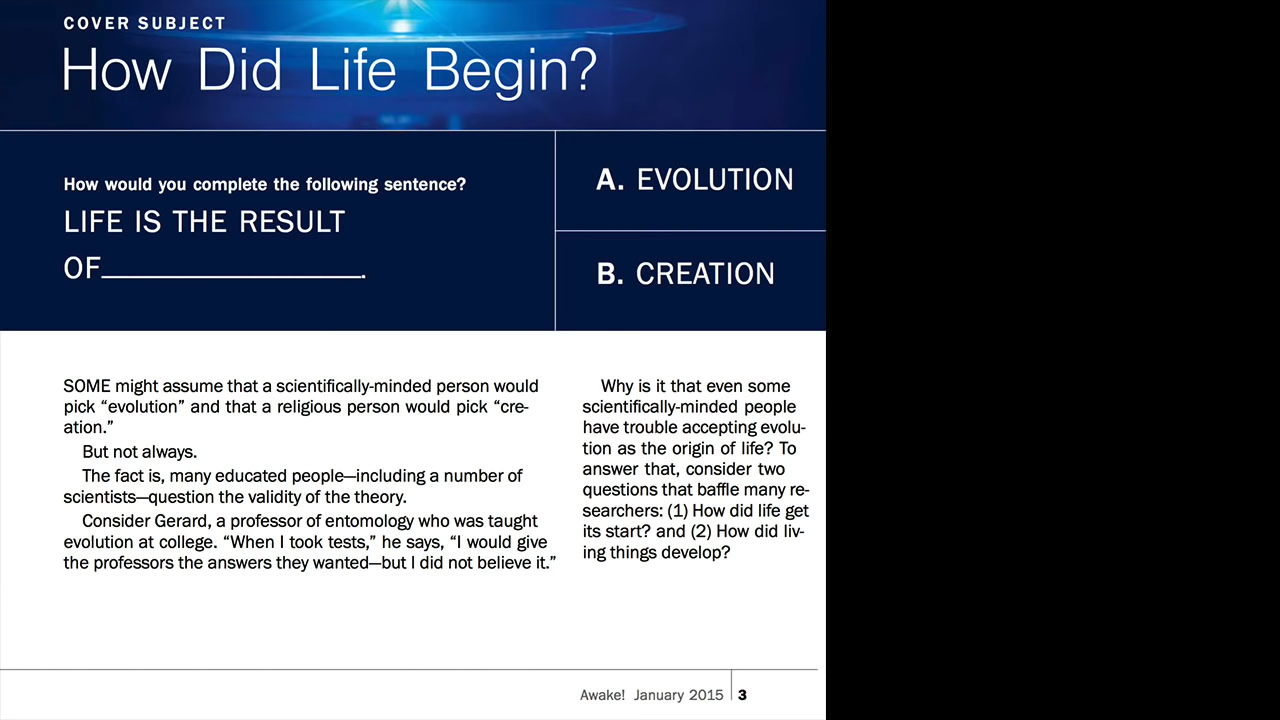 COVER SUBJECT
How Did Life Begin?
How would you complete the following sentence?
LIFE IS THE RESULT
OF_________________.
A. EVOLUTION
B. CREATION
SOME might assume that a scientifically-minded person would
pick “evolution” and that a religious person would pick “cre-
ation.”
But not always.
The fact is, many educated people—including a number of
scientists—question the validity of the theory.
Consider Gerard, a professor of entomology who was taught
evolution at college. “When I took tests,” he says, “I would give
the professors the answers they wanted—but I did not believe it.”
Why is it that even some
scientifically-minded people
have trouble accepting evolu-
tion as the origin of life? To
answer that, consider two
questions that baffle many re-
searchers: (1) How did life get
its start? and (2) How did liv-
ing things develop?
Awake! January 2015 3